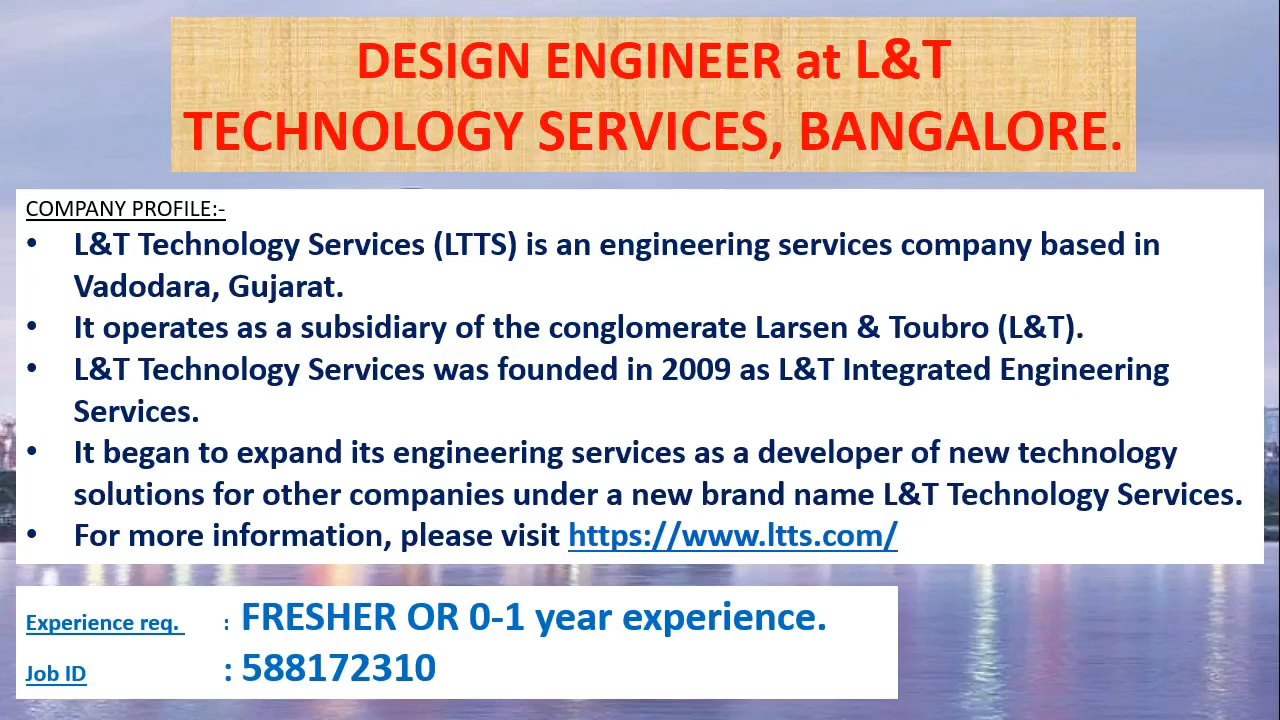 DESIGN ENGINEER at L&T
TECHNOLOGY SERVICES, BANGALORE.
COMPANY PROFILE:-
• L&T Technology Services (LTTS) is an engineering services company based in
Vadodara, Gujarat.
• It operates as a subsidiary of the conglomerate Larsen & Toubro (L&T).
• L&T Technology Services was founded in 2009 as L&T Integrated Engineering
Services.
• It began to expand its engineering services as a developer of new technology
solutions for other companies under a new brand name L&T Technology Services.
• For more information, please visit https://www.ltts.com/
Experience req. : FRESHER OR 0-1 year experience.
Job ID : 588172310